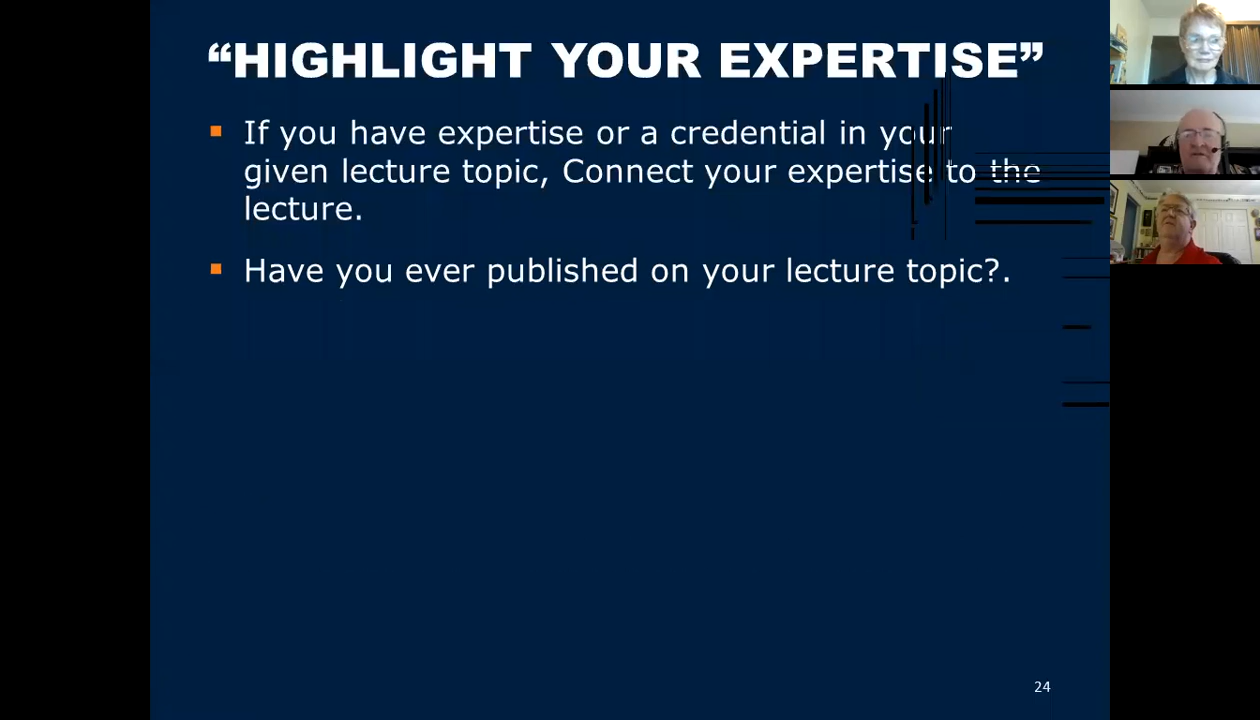 “HIGHLIGHT YOUR EXPERTISE”
If you have expertise or a credential in your
given lecture topic, Connect your expertise to the
lecture.
Have you ever published on your lecture topic?.
24